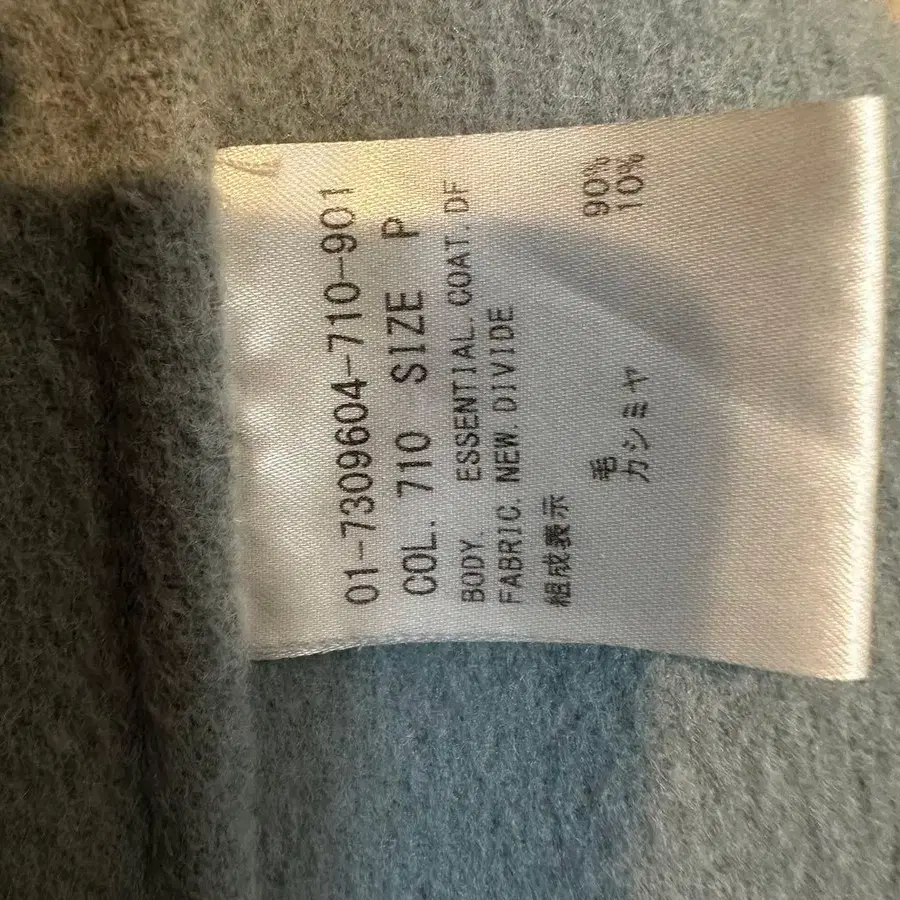 01-7309604-710-901
COL. 710 SIZE P
BODY. ESSENTIAL.COAT.DF
FABRIC. NEW.DIVIDE
組成表示
毛 90%
カシミヤ 10%